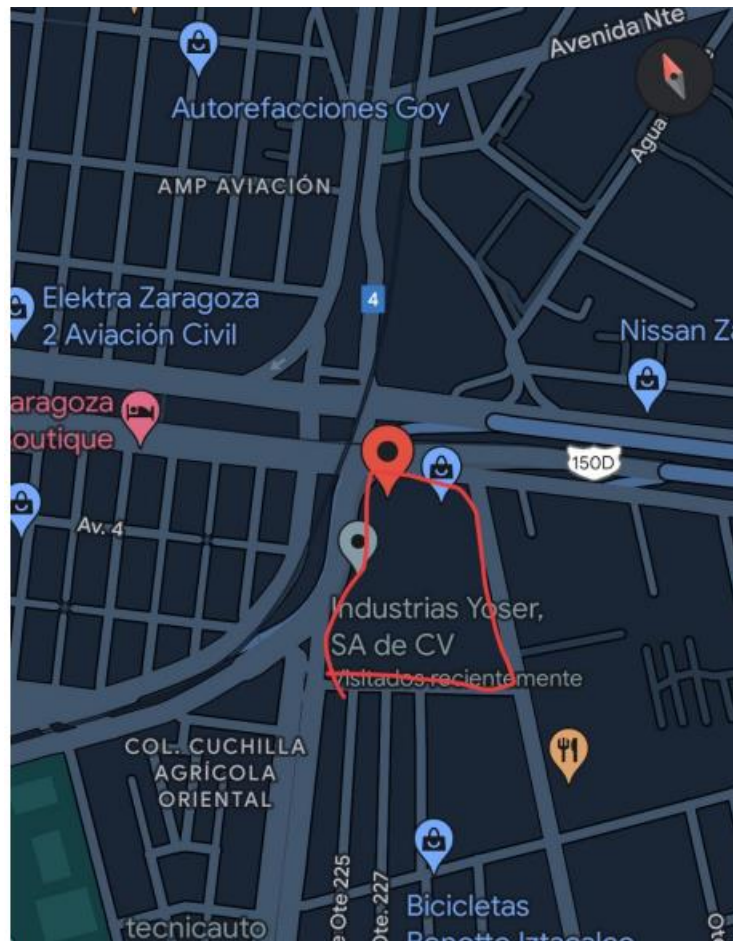 Avenida Nte
Autorefacciones Goy
Agua
AMP AVIACIÓN
4
Elektra Zaragoza
2 Aviación Civil
Nissan
aragoza
outique
150D
Av. 4
Industrias Yoser,
SA de CV
Visitados recientemente
COL. CUCHILLA
AGRÍCOLA
ORIENTAL
e Ote 225
Ote. 227
Bicicletas
tecnicauto